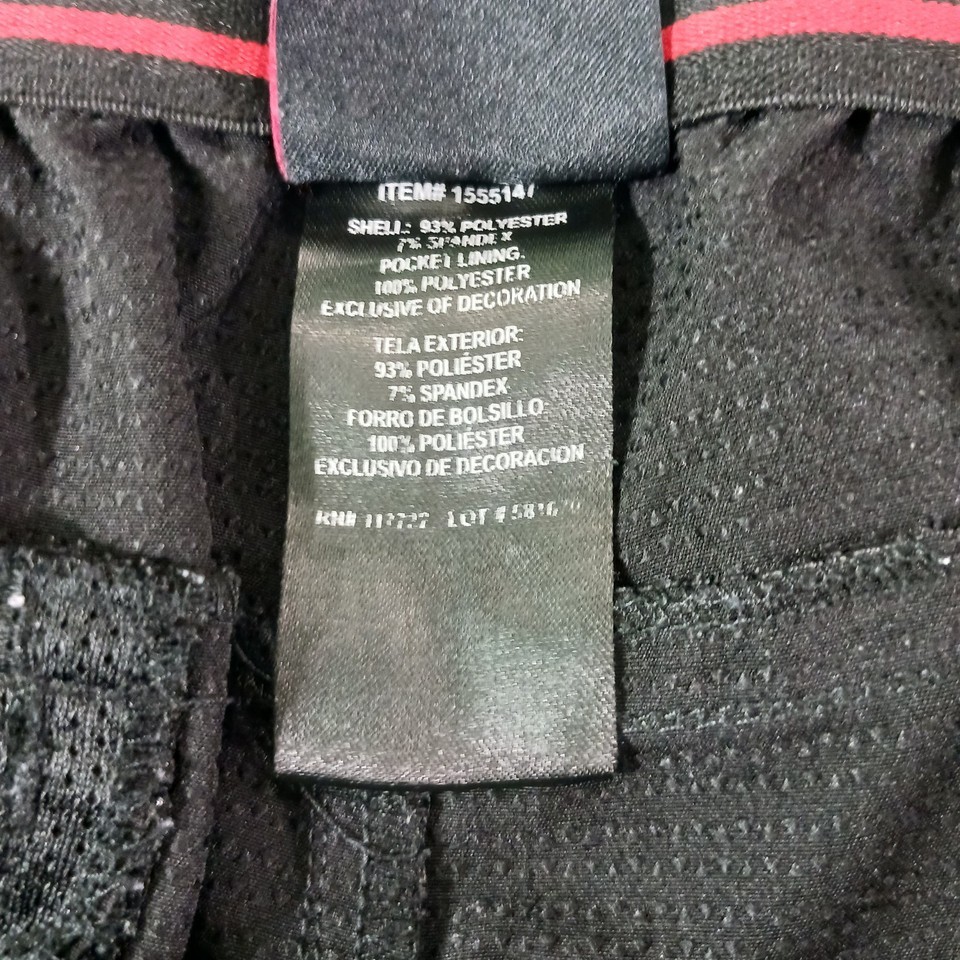 ITEM# 1555147
SHELL: 93% POLYESTER
7% SPANDEX
POCKET LINING:
100% POLYESTER
EXCLUSIVE OF DECORATION
TELA EXTERIOR:
93% POLIÉSTER
7% SPANDEX
FORRO DE BOLSILLO:
100% POLIÉSTER
EXCLUSIVO DE DECORACION
RN# LOT #